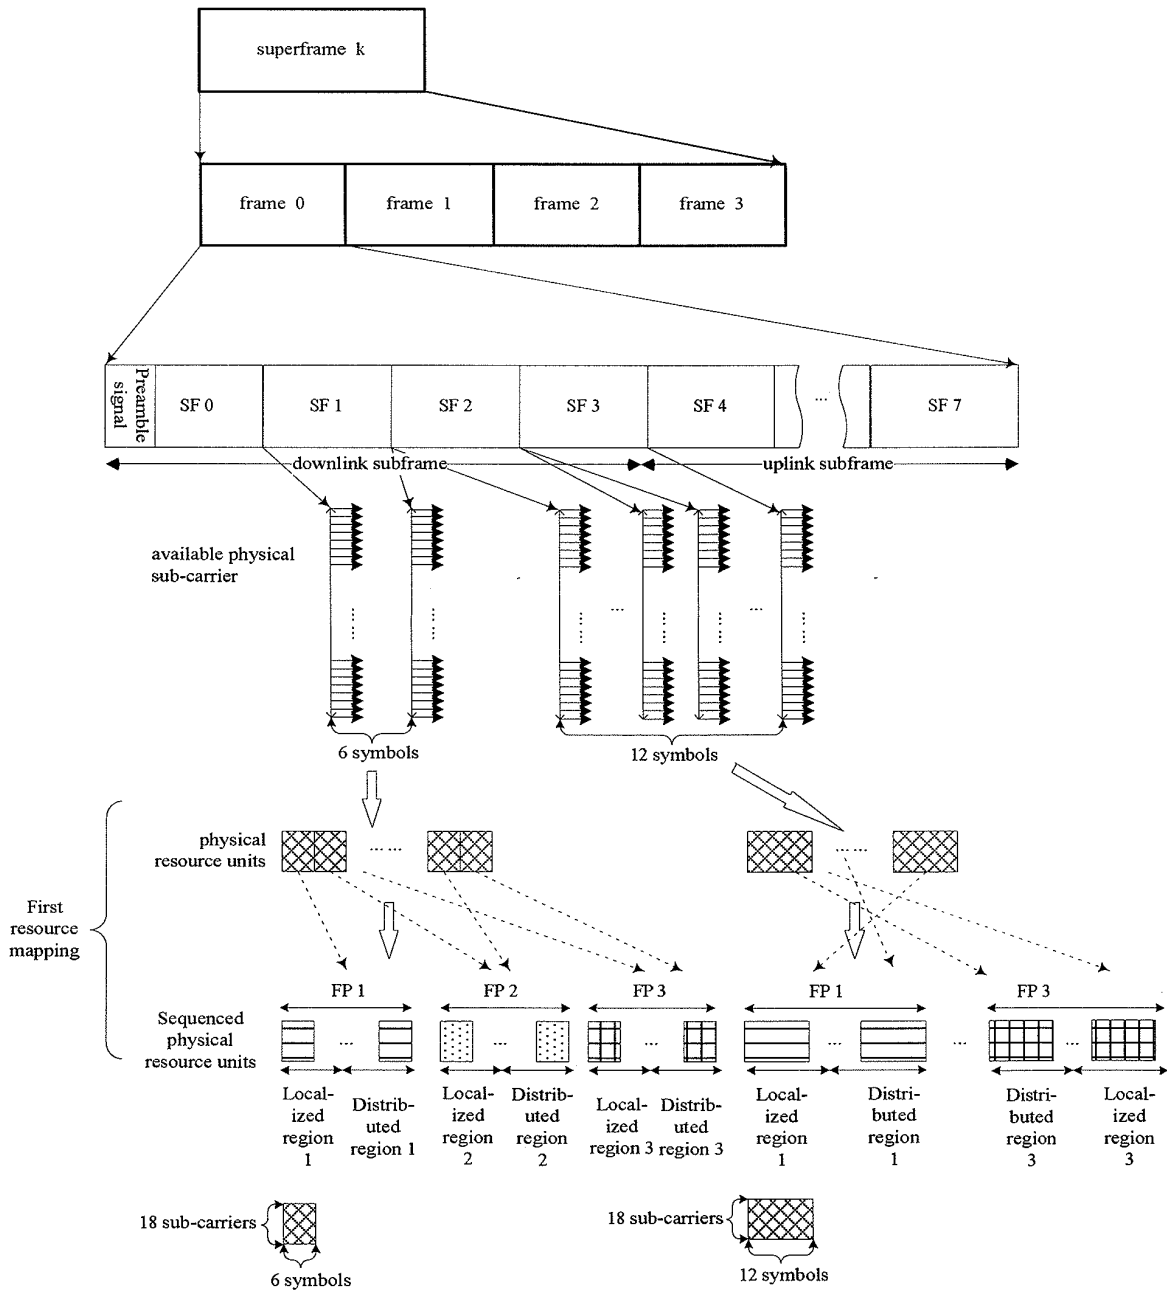 superframe k
frame 0
frame 1
frame 2
frame 3
Preamble
signal
SF 0
SF 1
SF 2
SF 3
SF 4
...
SF 7
downlink subframe
uplink subframe
available physical
sub-carrier
6 symbols
12 symbols
physical
resource units
First
resource
mapping
FP 1
FP 2
FP 3
FP 1
FP 3
Sequenced
physical
resource units
Local-
ized
region
1
Distrib-
uted
region 1
Local-
ized
region
2
Distrib-
uted
region
2
Local-
ized
region 3
Distrib-
uted
region 3
Local-
ized
region
1
Distri-
buted
region
1
Distri-
buted
region
3
Local-
ized
region
3
18 sub-carriers
6 symbols
18 sub-carriers
12 symbols